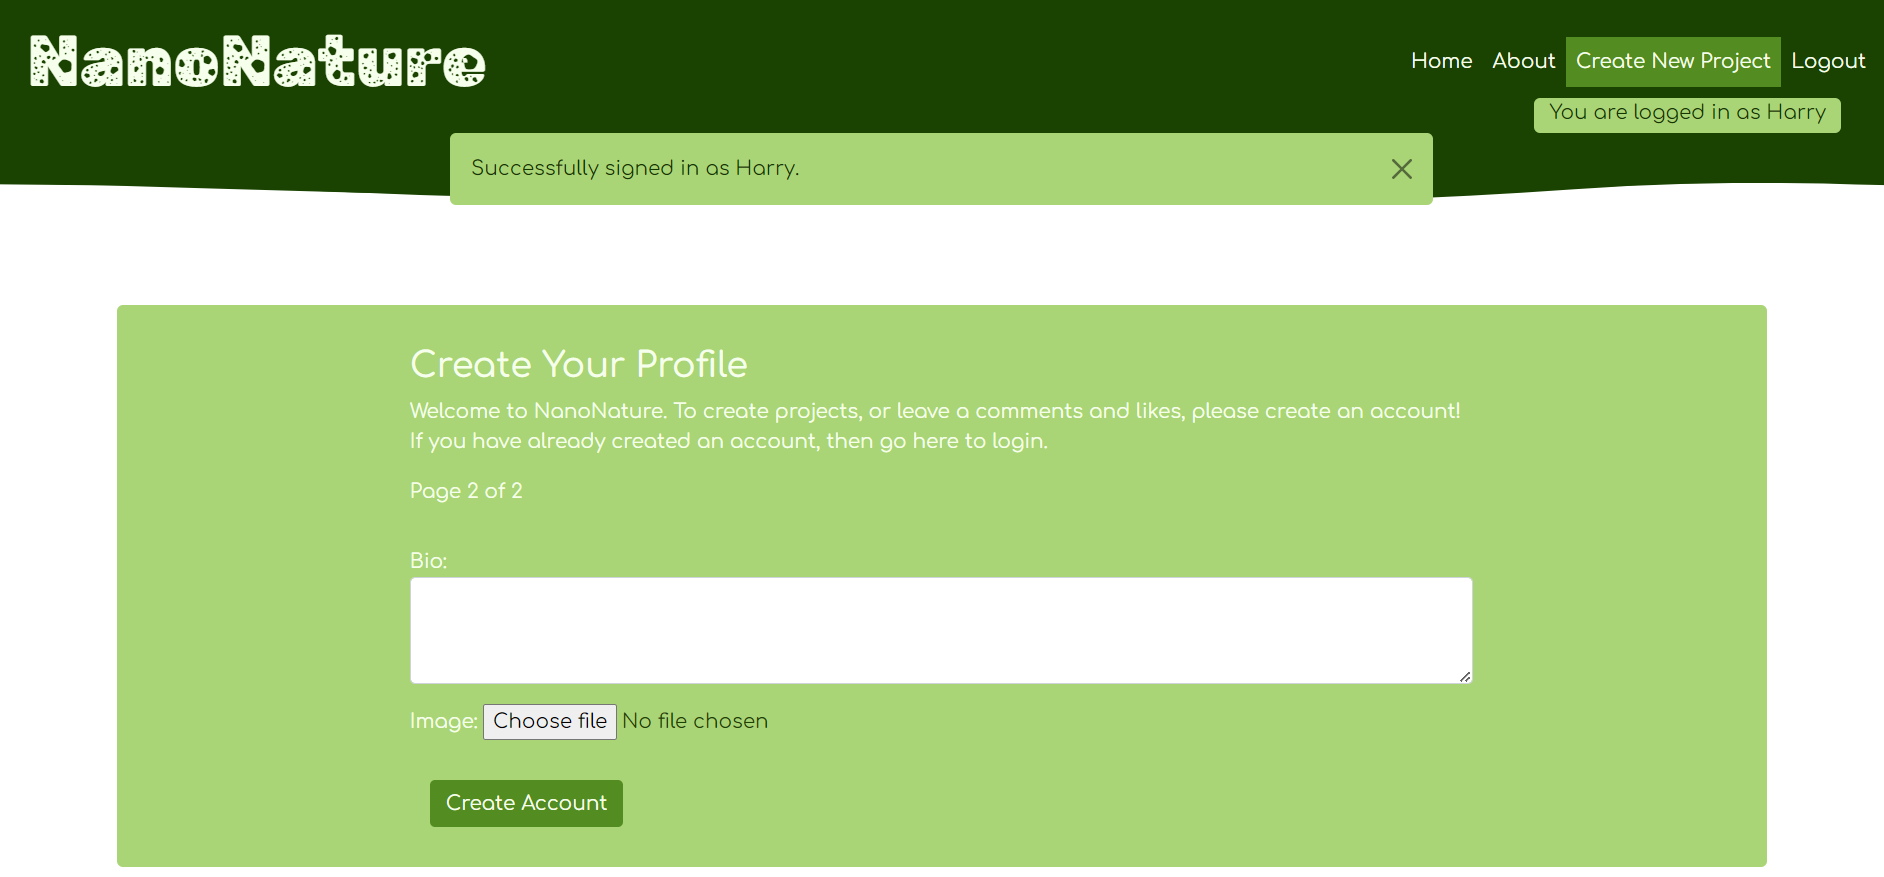 NanoNature
Home About Create New Project Logout
You are logged in as Harry
Successfully signed in as Harry.
Create Your Profile
Welcome to NanoNature. To create projects, or leave a comments and likes, please create an account!
If you have already created an account, then go here to login.
Page 2 of 2
Bio:
Image: Choose file No file chosen
Create Account